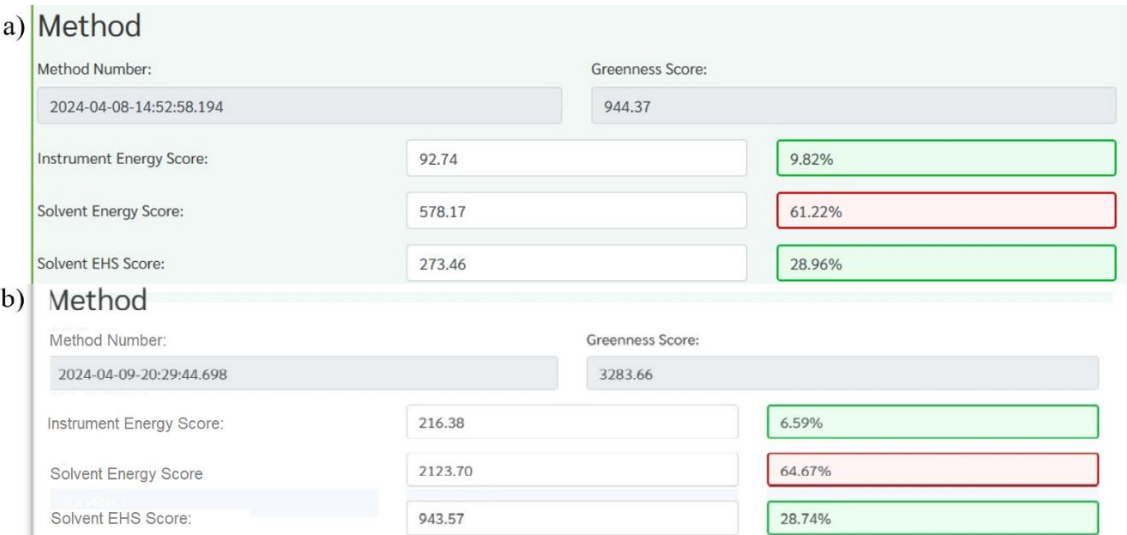 a) Method
Method Number: Greenness Score:
2024-04-08-14:52:58.194 944.37
Instrument Energy Score: 92.74 9.82%
Solvent Energy Score: 578.17 61.22%
Solvent EHS Score: 273.46 28.96%
b) Method
Method Number: Greenness Score:
2024-04-09-20:29:44.698 3283.66
Instrument Energy Score: 216.38 6.59%
Solvent Energy Score 2123.70 64.67%
Solvent EHS Score: 943.57 28.74%